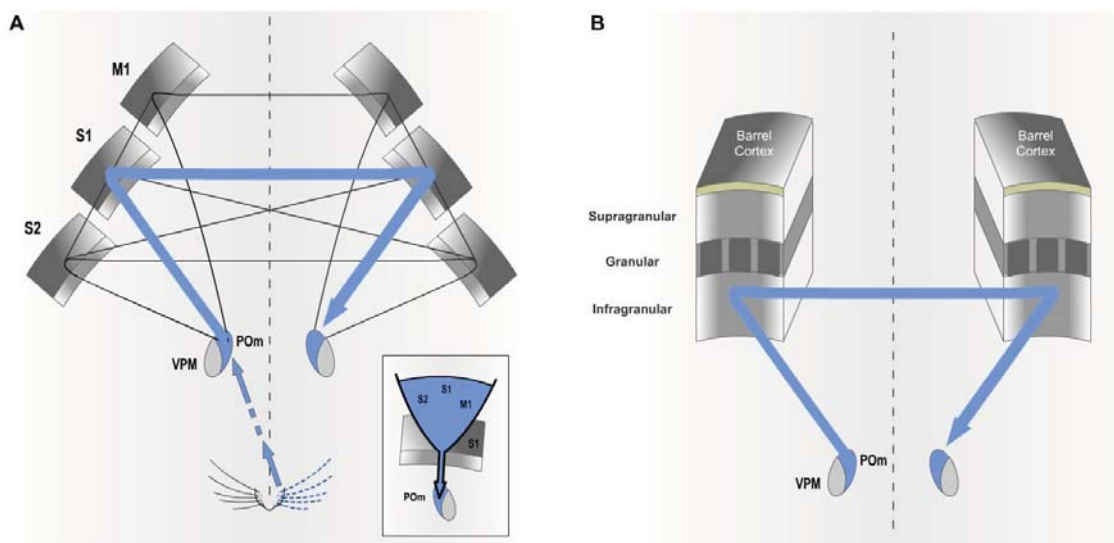 A
M1
S1
S2
POm
VPM
S1
S2
M1
S1
POm
B
Barrel
Cortex
Barrel
Cortex
Supragranular
Granular
Infragranular
POm
VPM